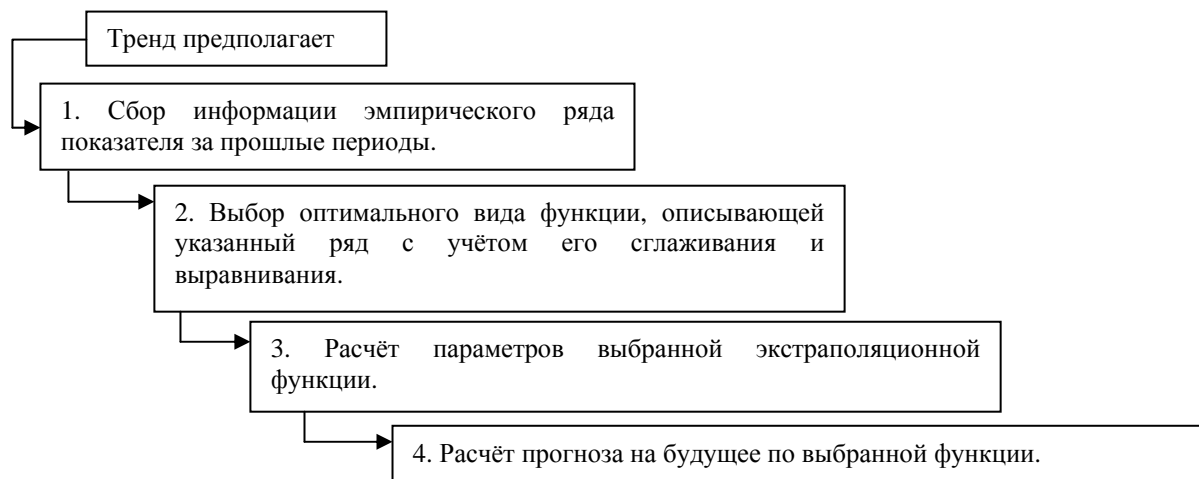 Тренд предполагает
1. Сбор информации эмпирического ряда
показателя за прошлые периоды.
2. Выбор оптимального вида функции, описывающей
указанный ряд с учётом его сглаживания и
выравнивания.
3. Расчёт параметров выбранной экстраполяционной
функции.
4. Расчёт прогноза на будущее по выбранной функции.